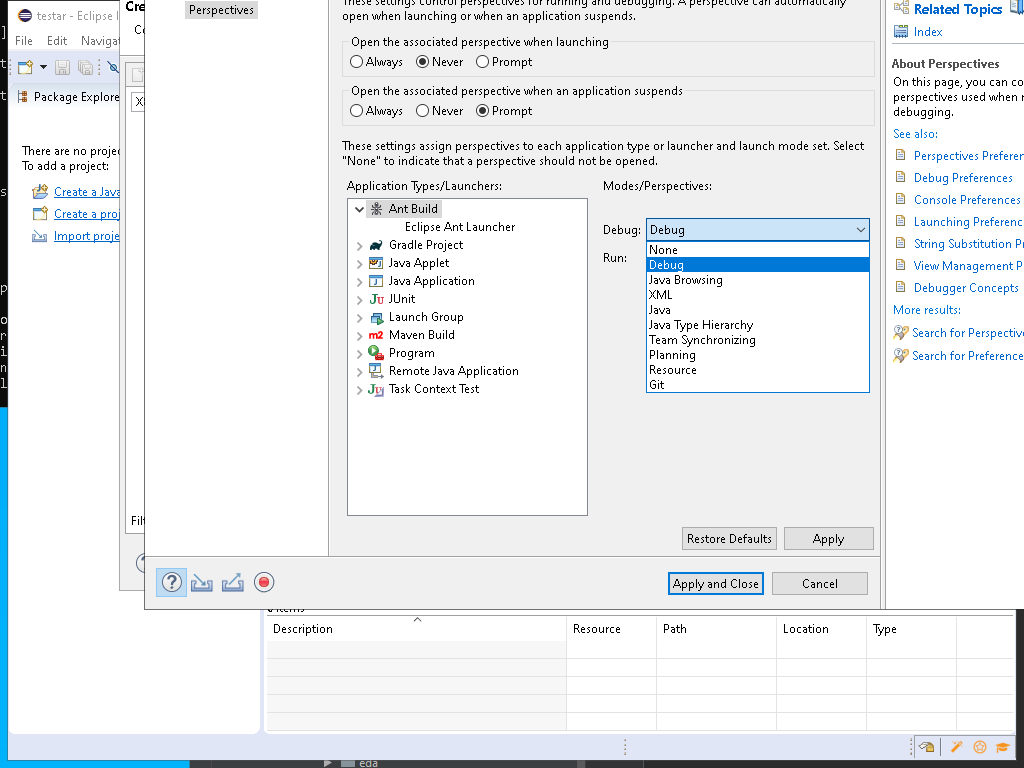 testar - Eclipse
File Edit Navigat
Package Explore
There are no proje
To add a project:
Create a Java
Create a proj
Import proje
Cre
Perspectives
These settings control perspectives for running and debugging. A perspective can automatically
open when launching or when an application suspends.
Open the associated perspective when launching
Always Never Prompt
Open the associated perspective when an application suspends
Always Never Prompt
These settings assign perspectives to each application type or launcher and launch mode set. Select
"None" to indicate that a perspective should not be opened.
Application Types/Launchers:
Modes/Perspectives:
Ant Build
Eclipse Ant Launcher
Gradle Project
Java Applet
Java Application
Ju JUnit
Launch Group
m2 Maven Build
Program
Remote Java Application
Ju Task Context Test
Debug: Debug
Run:
None
Debug
Java Browsing
XML
Java
Java Type Hierarchy
Team Synchronizing
Planning
Resource
Git
Restore Defaults Apply
Apply and Close Cancel
Filt
Related Topics
Index
About Perspectives
On this page, you can co
perspectives used when r
debugging.
See also:
Perspectives Preferen
Debug Preferences
Console Preferences
Launching Preferenc
String Substitution Pr
View Management P
Debugger Concepts
More results:
Search for Perspective
Search for Preference
items
Description Resource Path Location Type
eda